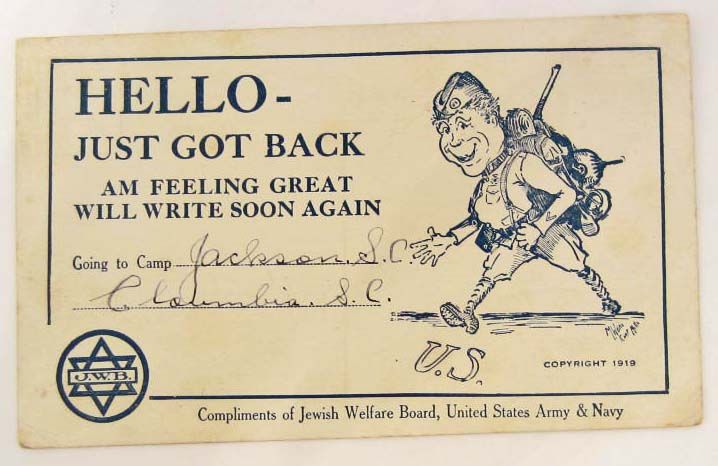 HELLO -
JUST GOT BACK
AM FEELING GREAT
WILL WRITE SOON AGAIN
Going to Camp Jackson. S.C.
Cloumbia. S.C.
U.S.
COPYRIGHT 1919
J.W.B.
Compliments of Jewish Welfare Board, United States Army & Navy